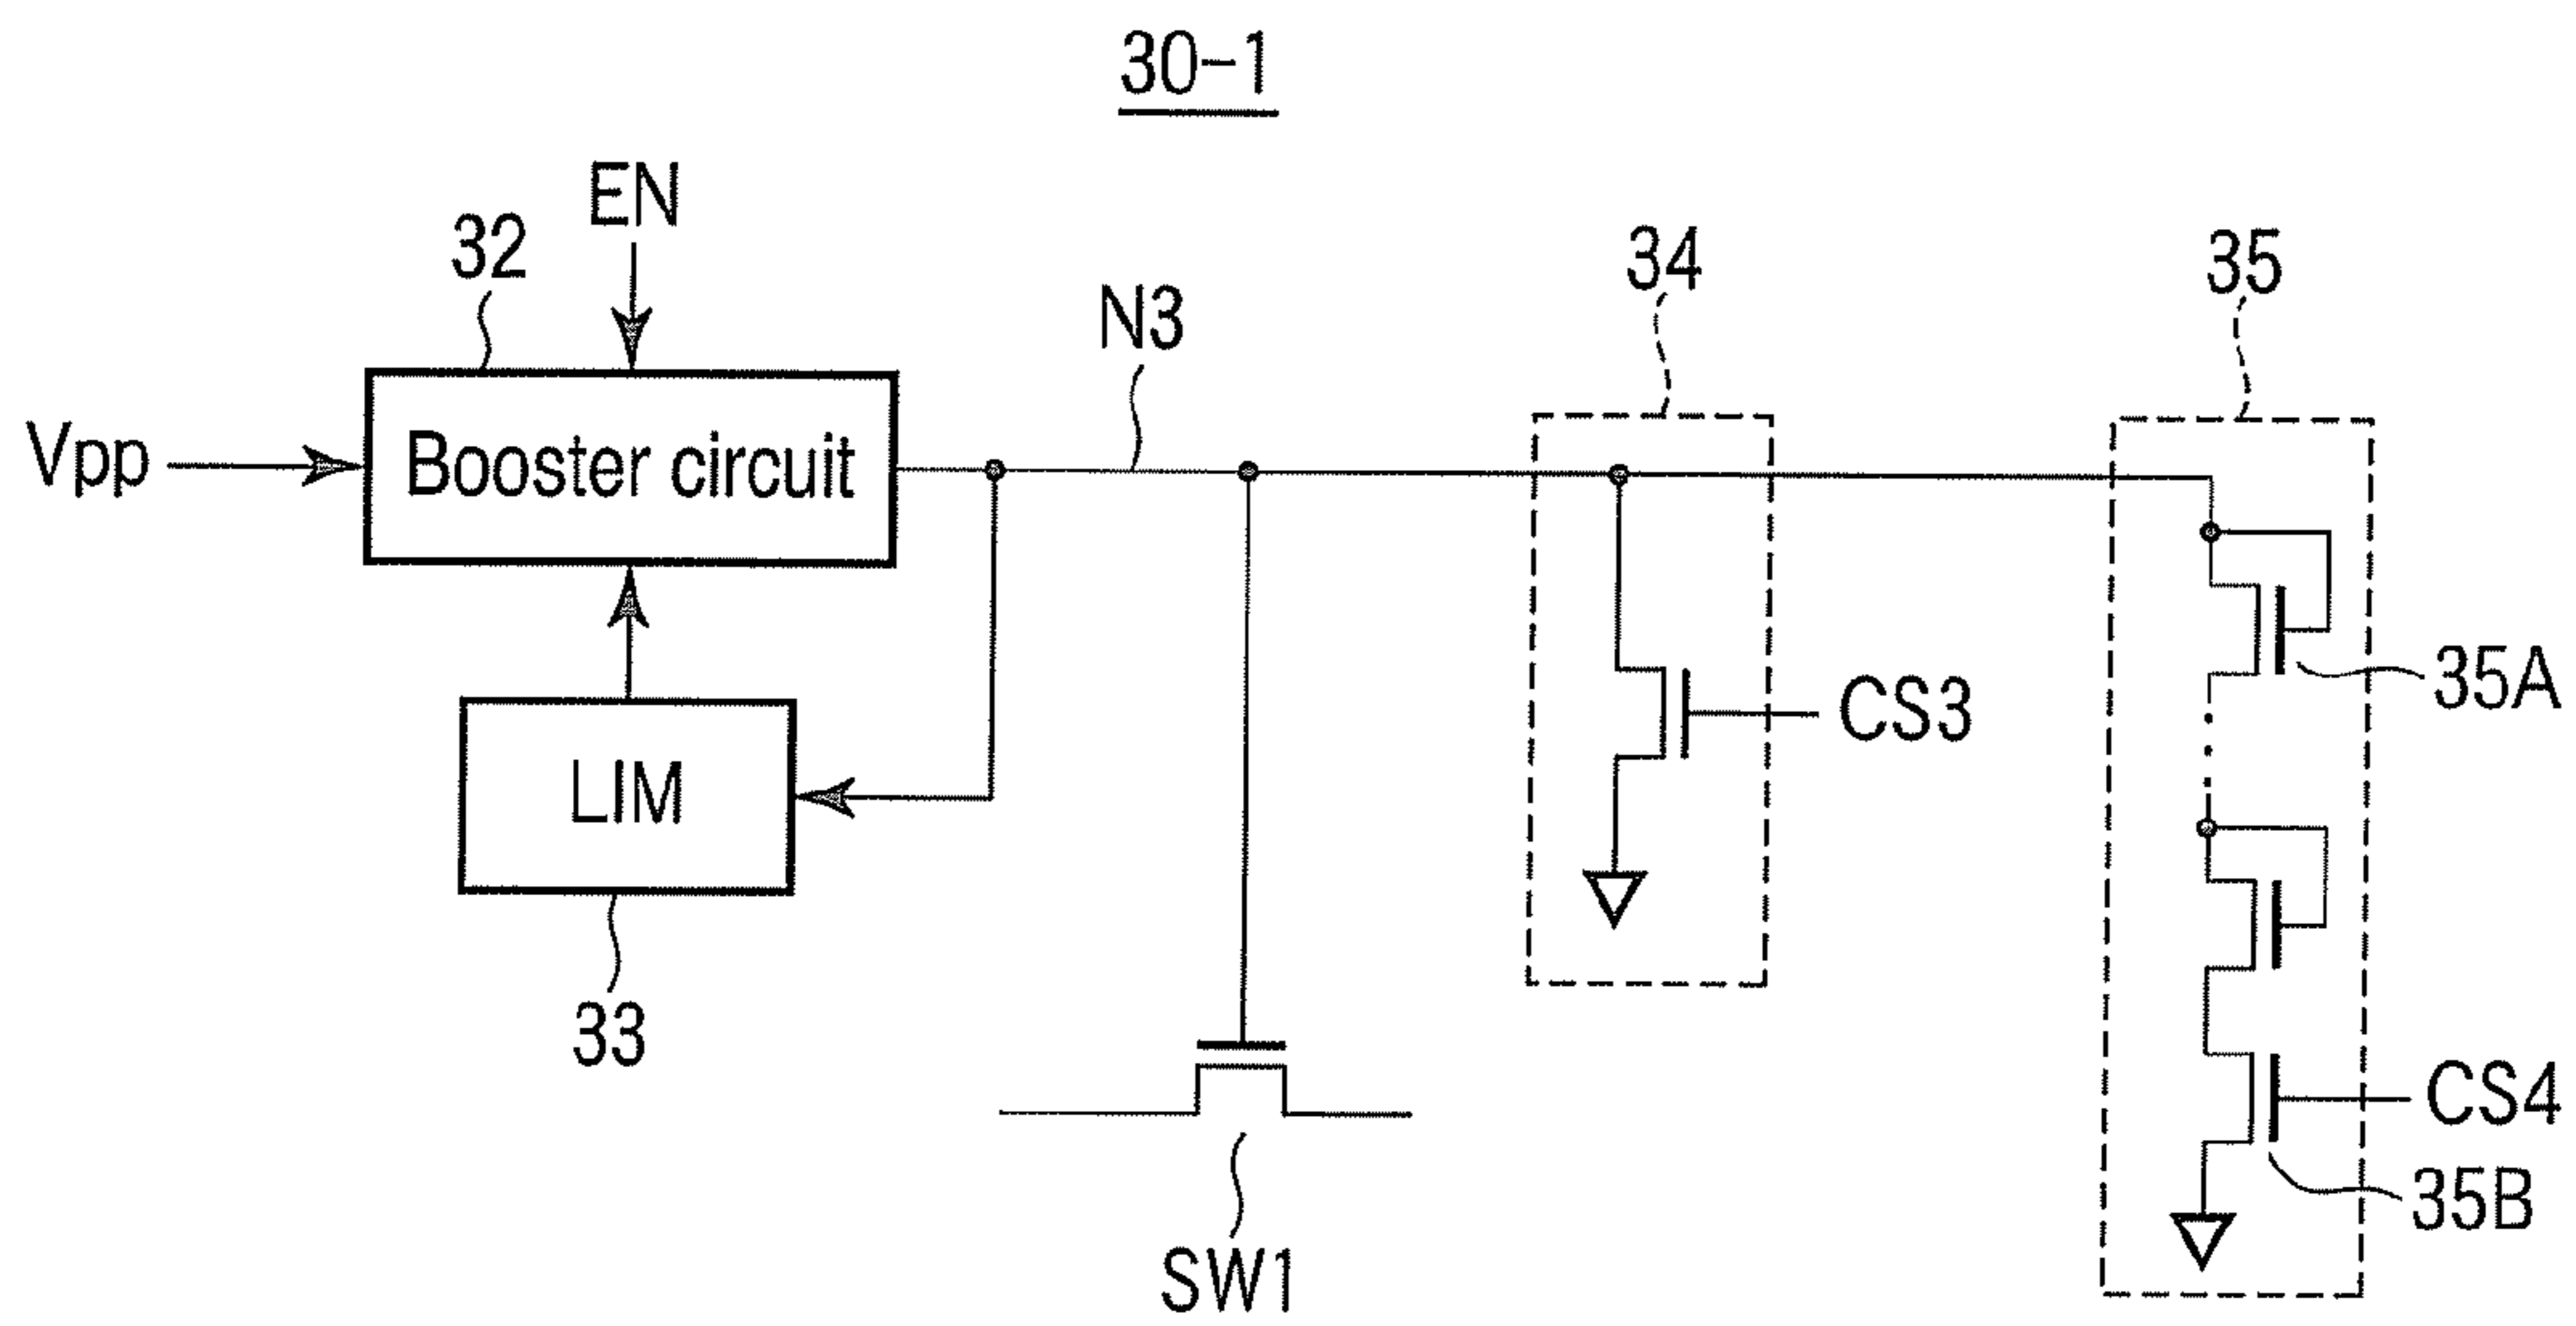 30-1
EN
32
N3
34
35
Vpp
Booster circuit
35A
CS3
LIM
33
CS4
35B
SW1